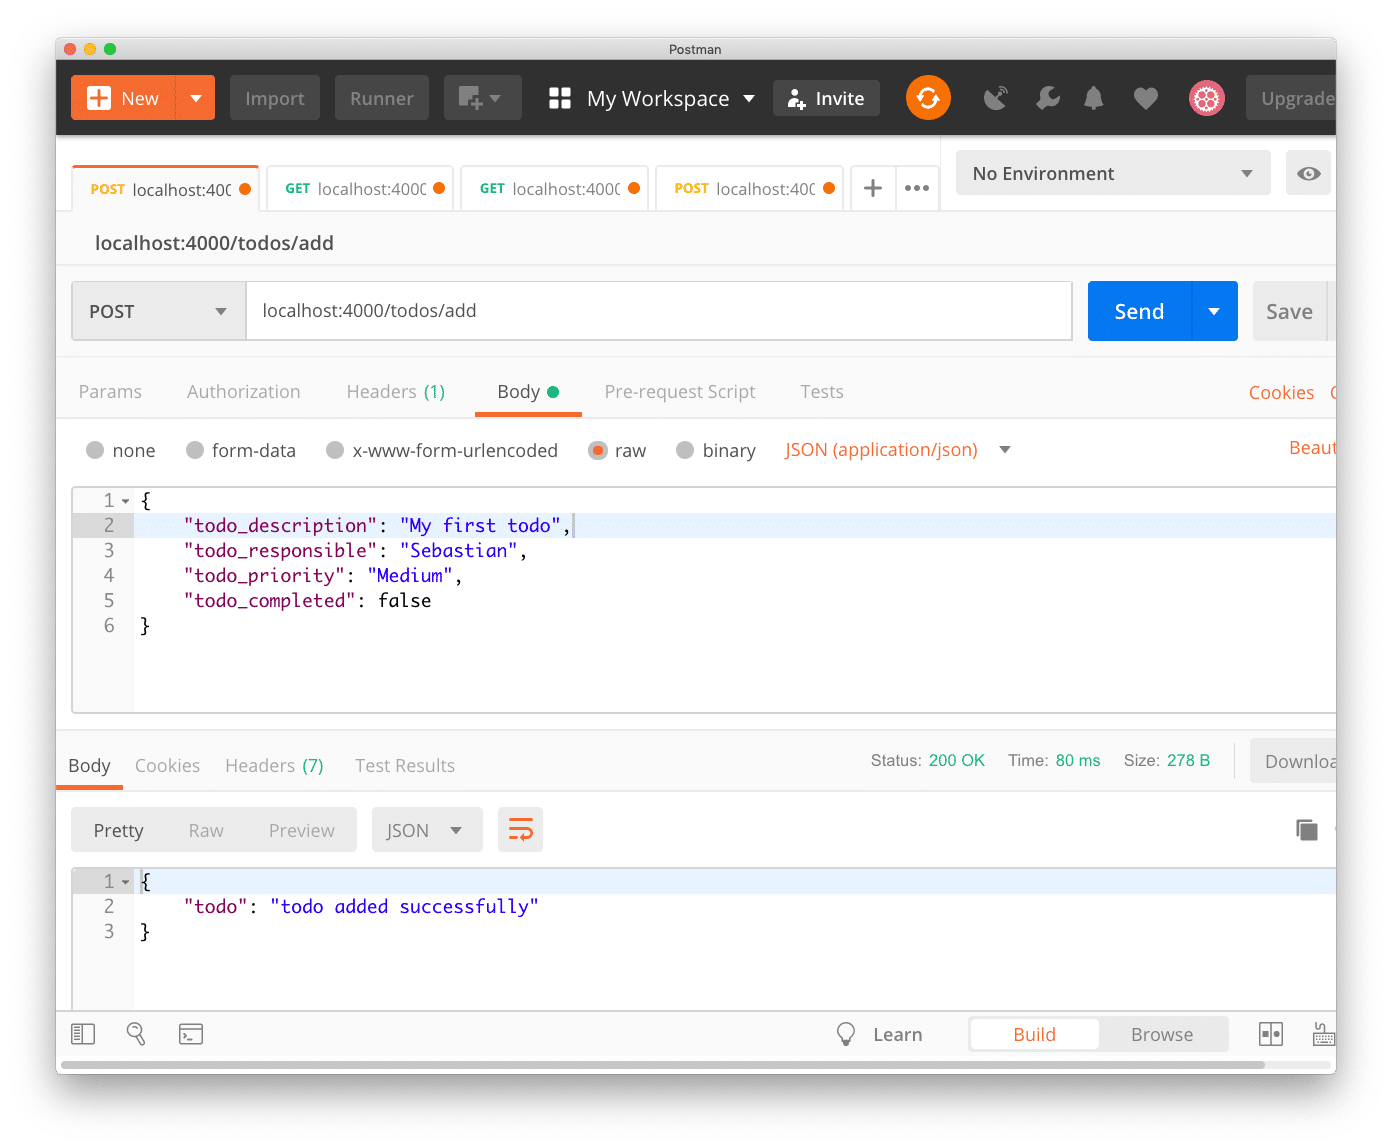 Postman
New Import Runner My Workspace Invite Upgrade
POST localhost:400 GET localhost:4000 GET localhost:4000 POST localhost:400 + ••• No Environment
localhost:4000/todos/add
POST localhost:4000/todos/add Send Save
Params Authorization Headers (1) Body Pre-request Script Tests Cookies
none form-data x-www-form-urlencoded raw binary JSON (application/json) Beaut
1 {
2 "todo_description": "My first todo",
3 "todo_responsible": "Sebastian",
4 "todo_priority": "Medium",
5 "todo_completed": false
6 }
Body Cookies Headers (7) Test Results Status: 200 OK Time: 80 ms Size: 278 B Downloa
Pretty Raw Preview JSON
1 {
2 "todo": "todo added successfully"
3 }
Learn Build Browse